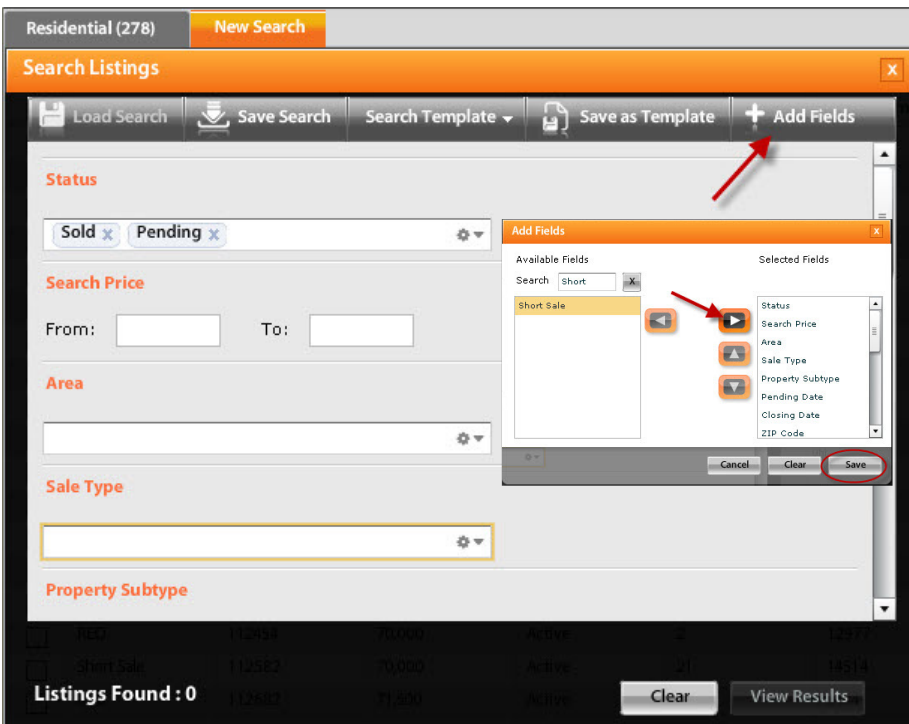 Residential (278) New Search
Search Listings x
Load Search Save Search Search Template Save as Template Add Fields
Status
Sold x Pending x
Search Price
From: To:
Area
Sale Type
Property Subtype
Add Fields x
Available Fields Selected Fields
Search Short X
Short Sale
Status
Search Price
Area
Sale Type
Property Subtype
Pending Date
Closing Date
ZIP Code
Cancel Clear Save
REO 112454 70,000 Active 2 12977
Short Sale 112582 70,000 Active 21 14514
Listings Found : 0 Clear View Results